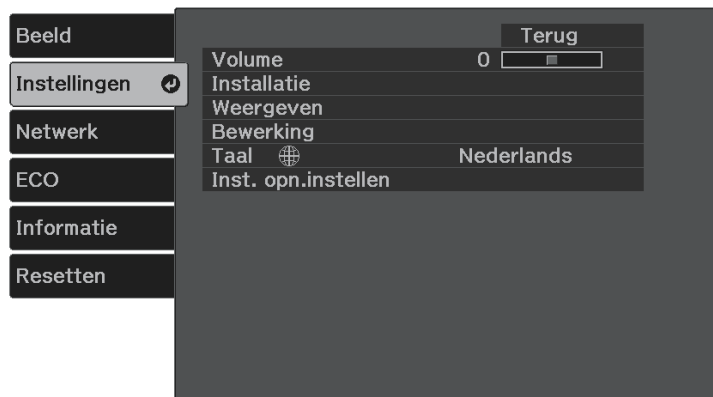 Beeld
Instellingen
Netwerk
ECO
Informatie
Resetten
Terug
Volume 0
Installatie
Weergeven
Bewerking
Taal Nederlands
Inst. opn.instellen